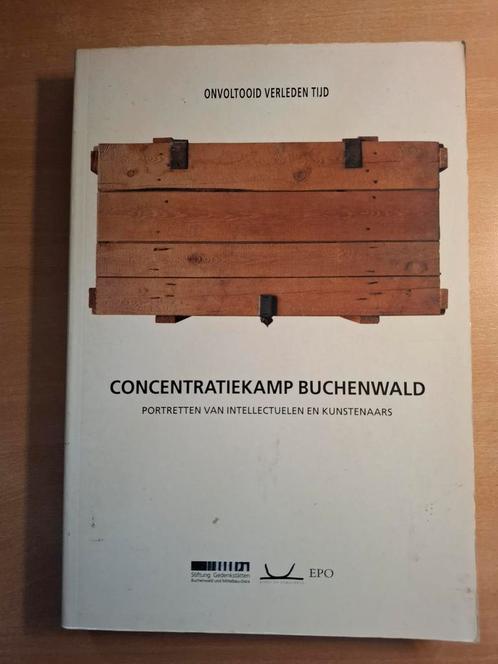 ONVOLTOOID VERLEDEN TIJD
CONCENTRATIEKAMP BUCHENWALD
PORTRETTEN VAN INTELLECTUELEN EN KUNSTENAARS
Stiftung Gedenkstätten
Buchenwald und Mittelbau-Dora
EPO